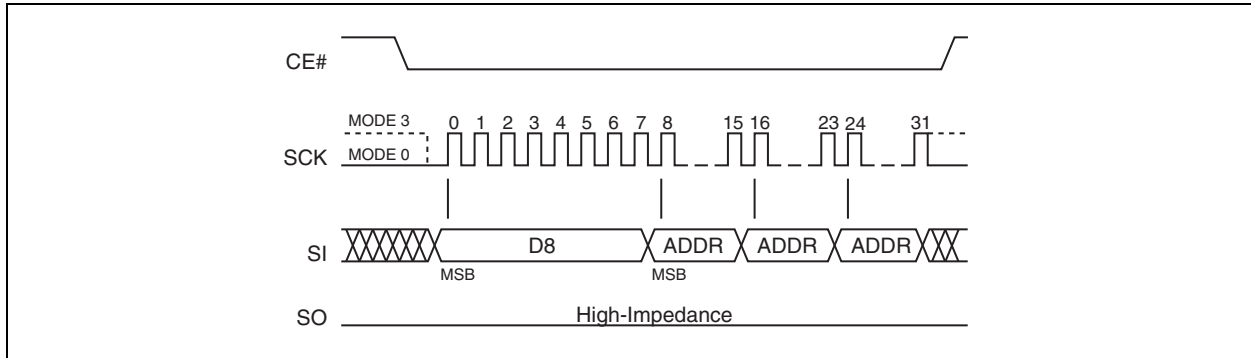 CE#
MODE 3
0 1 2 3 4 5 6 7 8 15 16 23 24 31
SCK
MODE 0
SI
D8
ADDR
ADDR
ADDR
MSB
MSB
SO
High-Impedance